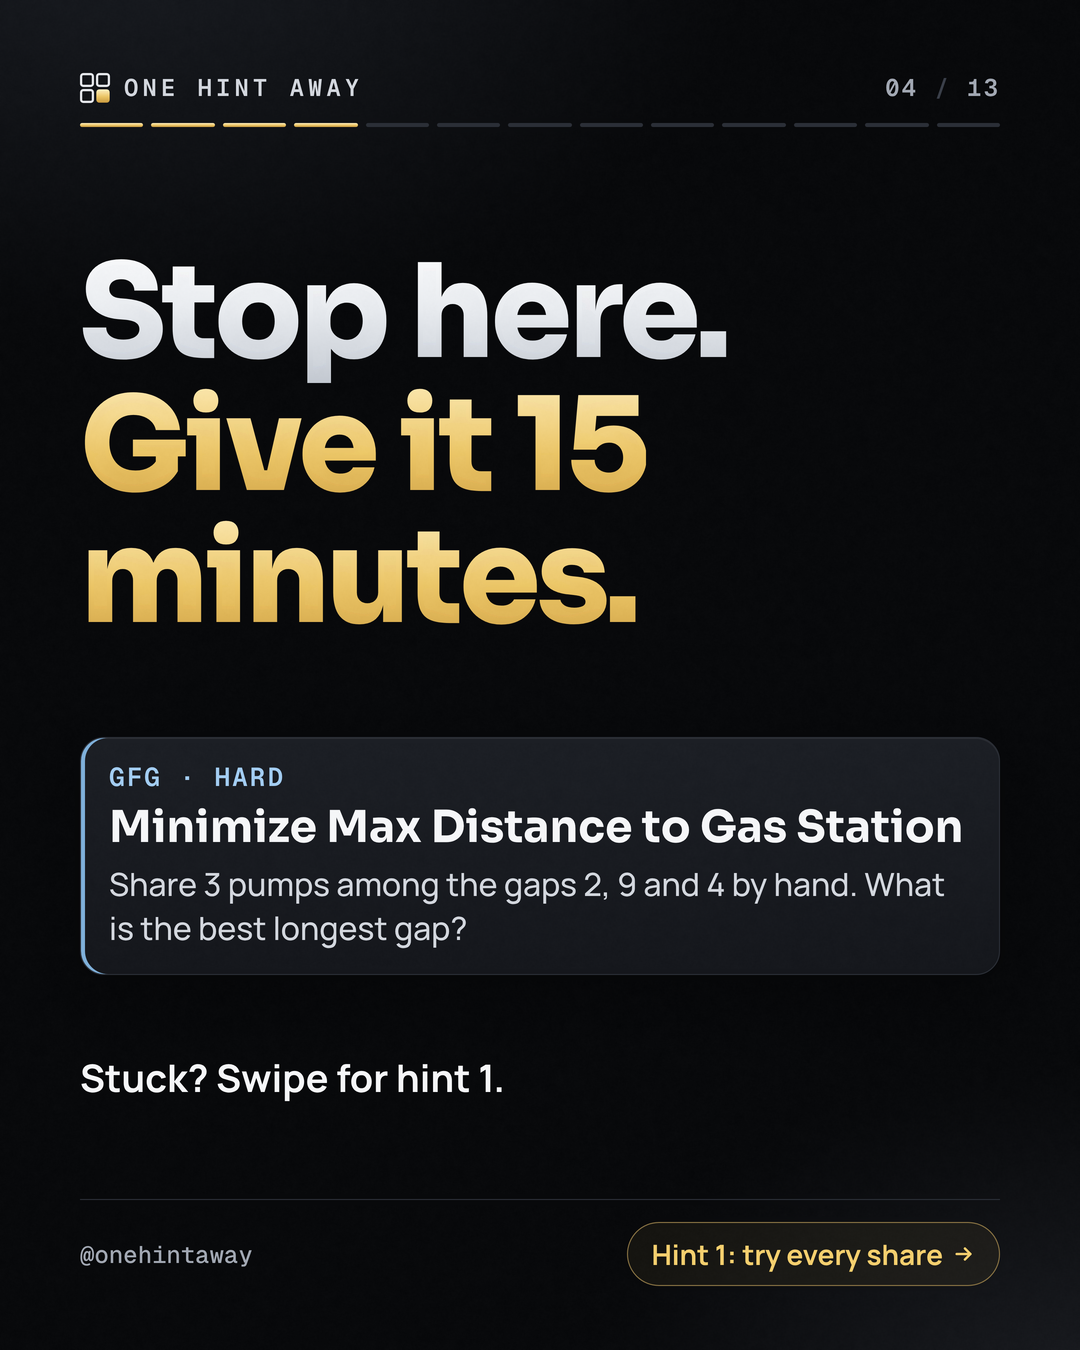 ONE HINT AWAY
04 / 13
Stop here.
Give it 15
minutes.
GFG · HARD
Minimize Max Distance to Gas Station
Share 3 pumps among the gaps 2, 9 and 4 by hand. What
is the best longest gap?
Stuck? Swipe for hint 1.
@onehintaway
Hint 1: try every share →